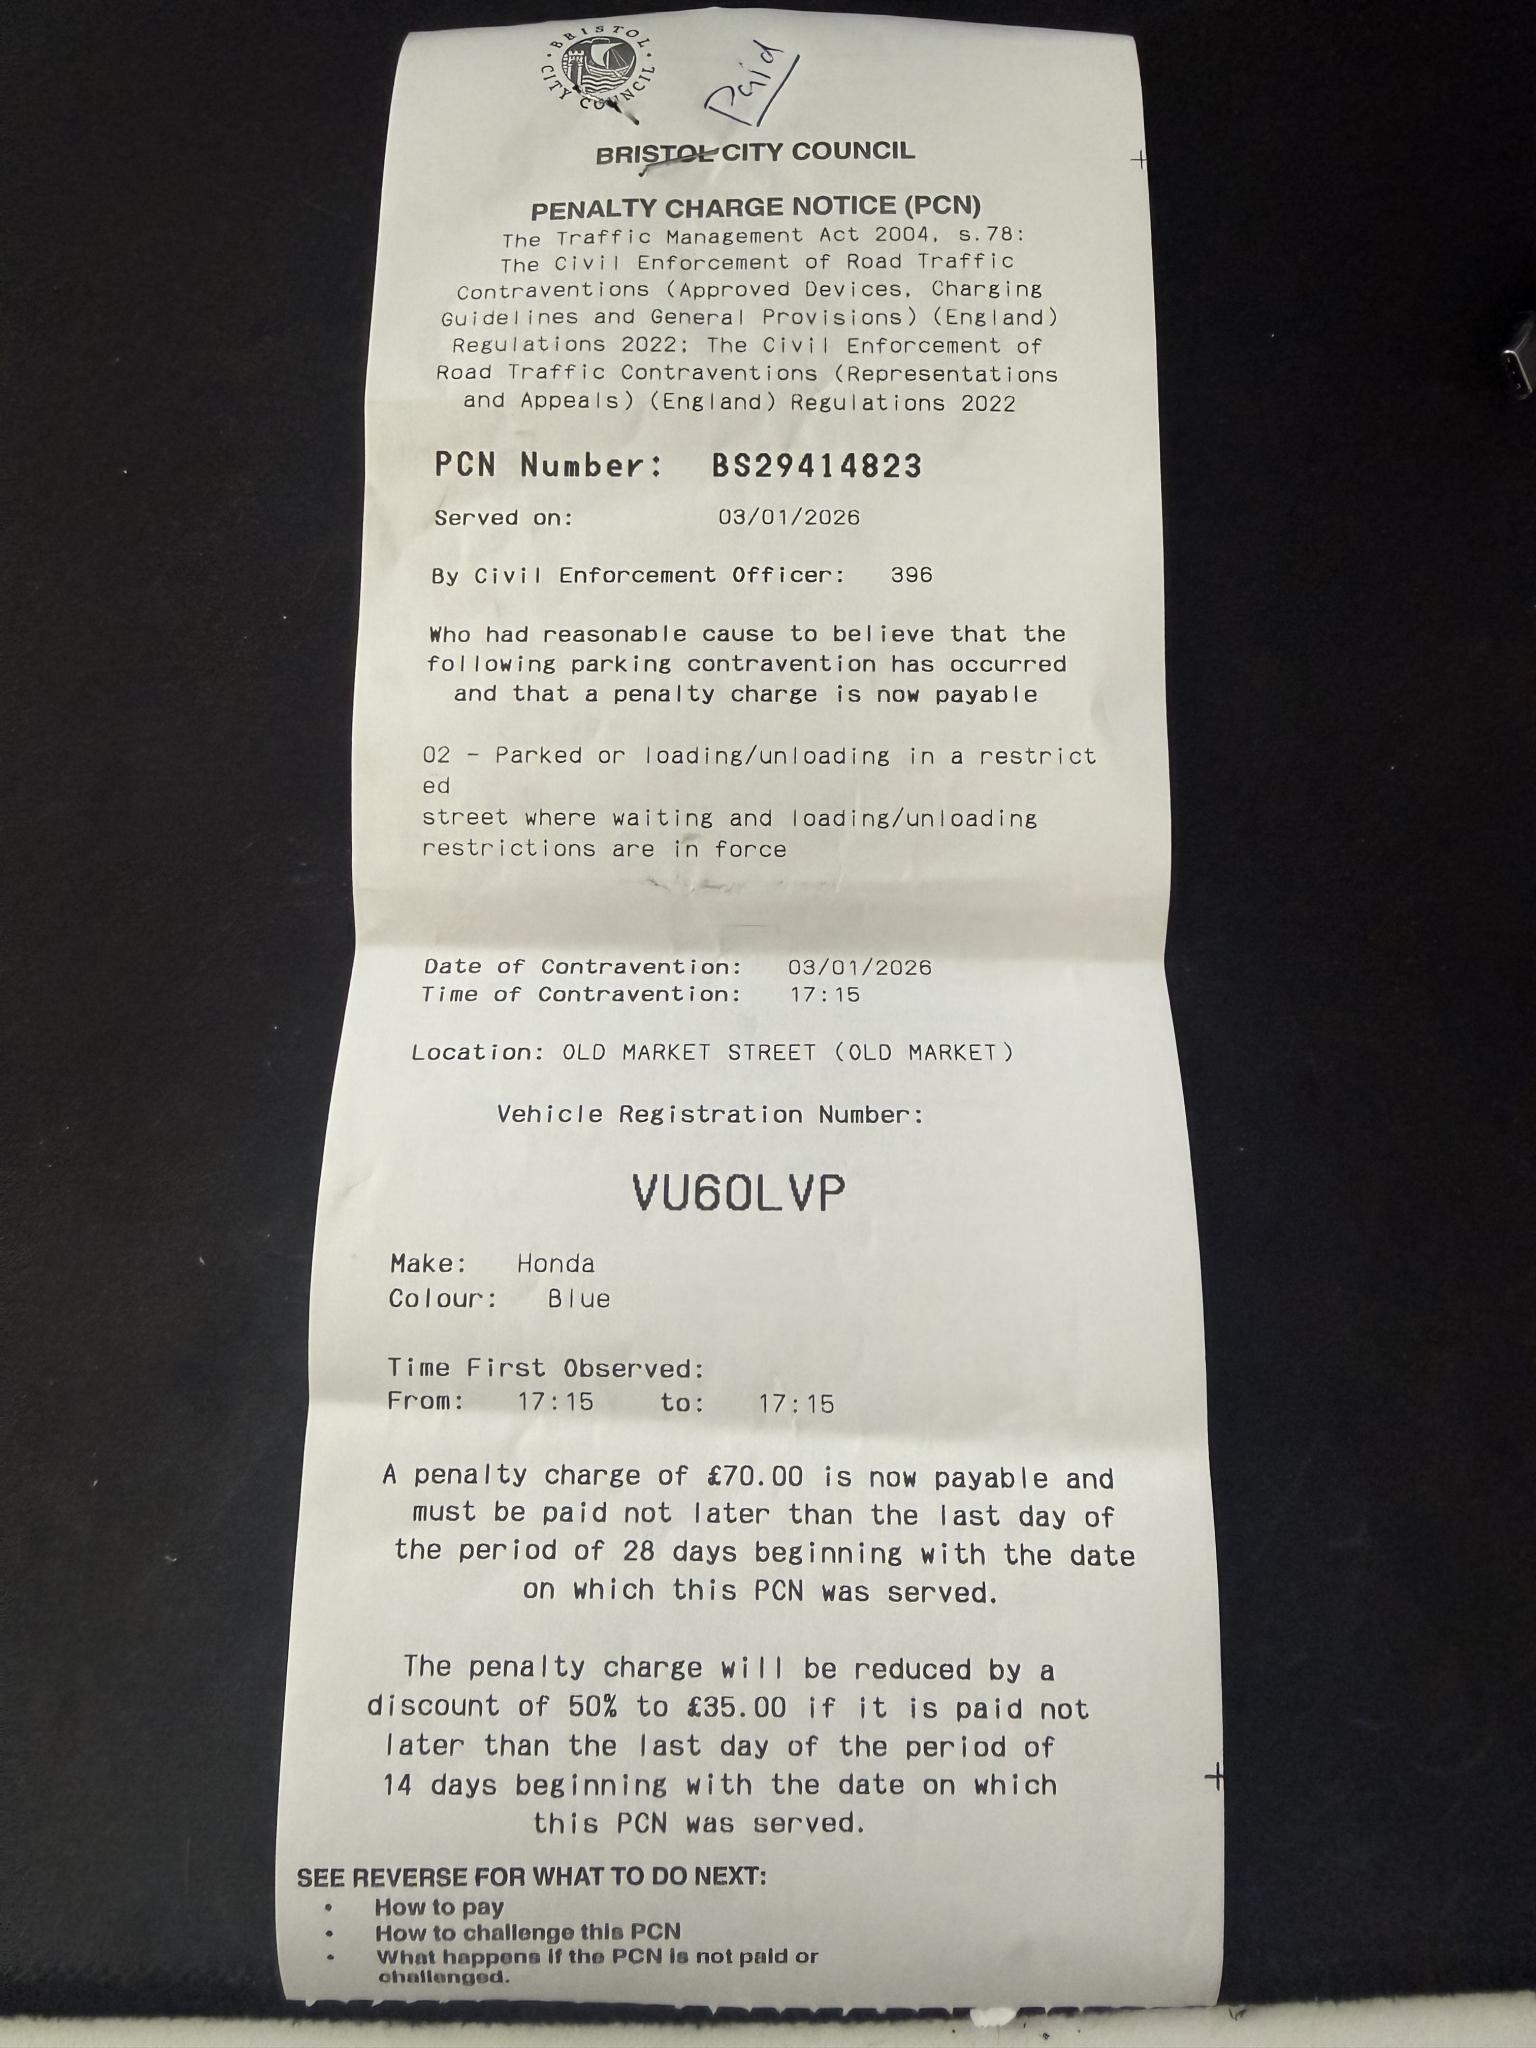 BRISTOL CITY COUNCIL
Paid
BRISTOL CITY COUNCIL
PENALTY CHARGE NOTICE (PCN)
The Traffic Management Act 2004, s.78:
The Civil Enforcement of Road Traffic
Contraventions (Approved Devices, Charging
Guidelines and General Provisions) (England)
Regulations 2022; The Civil Enforcement of
Road Traffic Contraventions (Representations
and Appeals) (England) Regulations 2022
PCN Number: BS29414823
Served on: 03/01/2026
By Civil Enforcement Officer: 396
Who had reasonable cause to believe that the
following parking contravention has occurred
and that a penalty charge is now payable
02 - Parked or loading/unloading in a restrict
ed
street where waiting and loading/unloading
restrictions are in force
Date of Contravention: 03/01/2026
Time of Contravention: 17:15
Location: OLD MARKET STREET (OLD MARKET)
Vehicle Registration Number:
VU60LVP
Make: Honda
Colour: Blue
Time First Observed:
From: 17:15 to: 17:15
A penalty charge of £70.00 is now payable and
must be paid not later than the last day of
the period of 28 days beginning with the date
on which this PCN was served.
The penalty charge will be reduced by a
discount of 50% to £35.00 if it is paid not
later than the last day of the period of
14 days beginning with the date on which
this PCN was served.
SEE REVERSE FOR WHAT TO DO NEXT:
• How to pay
• How to challenge this PCN
• What happens if the PCN is not paid or
challenged.